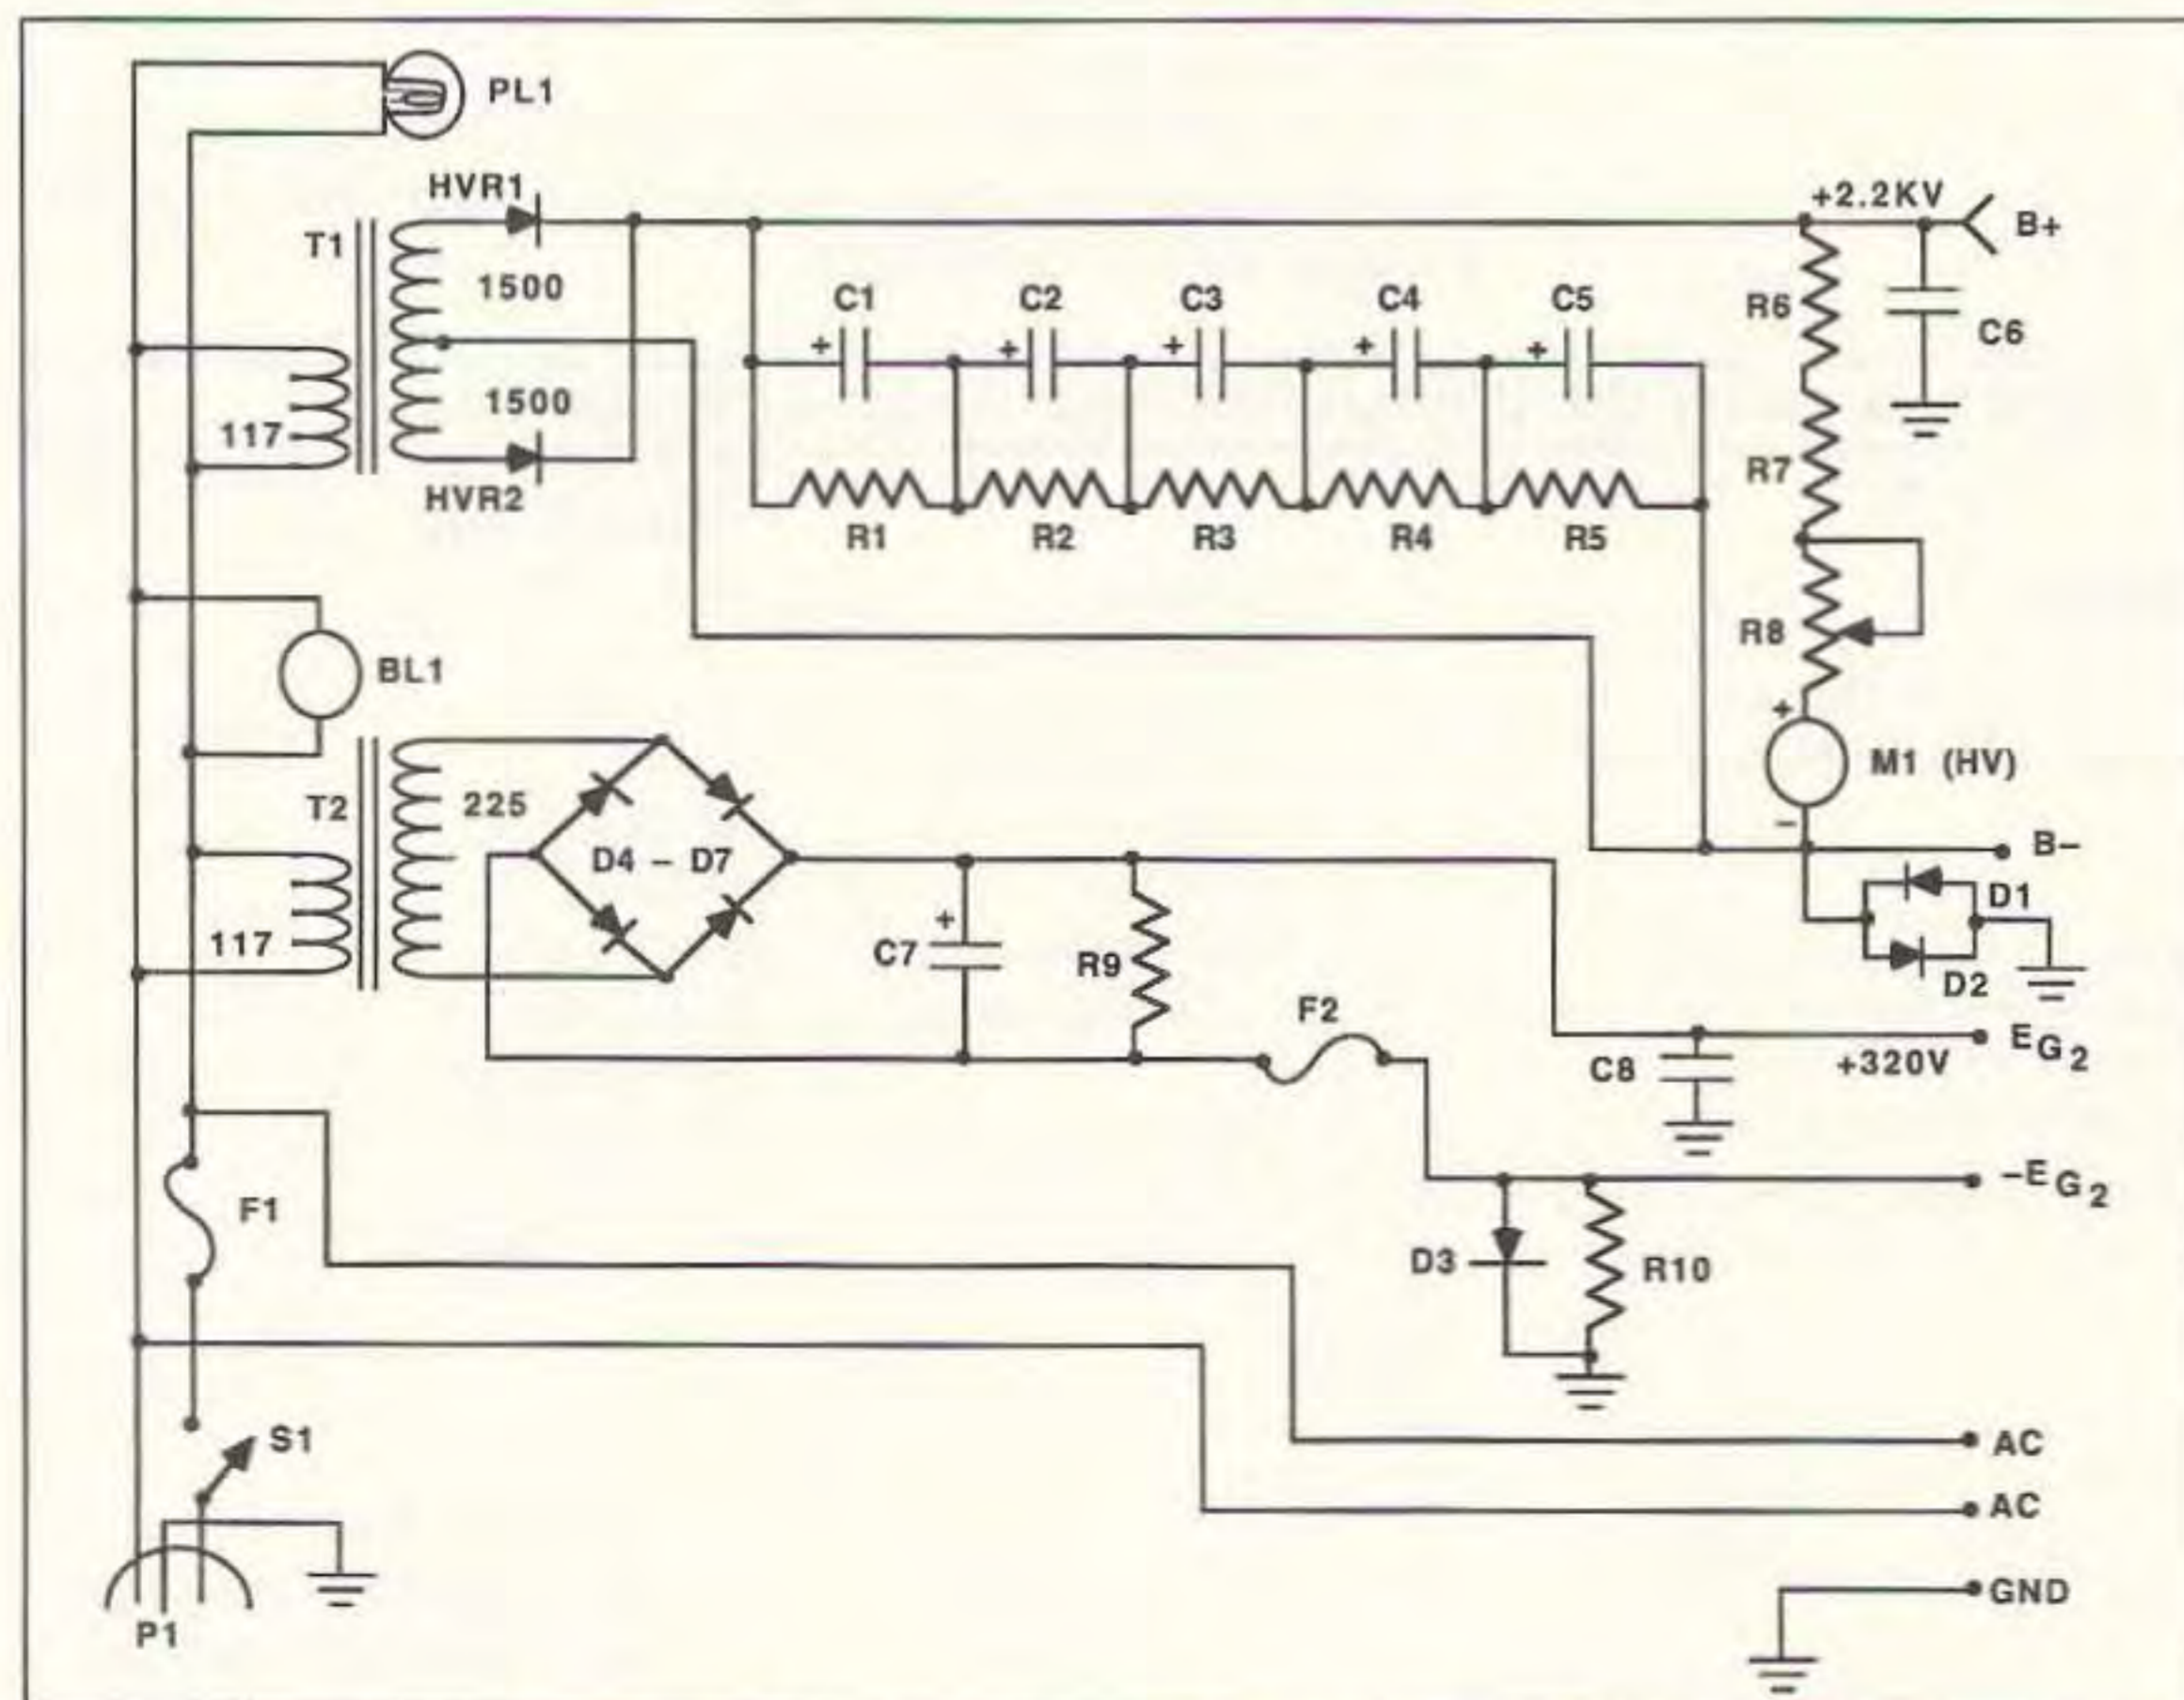 PL1
HVR1
T1
1500
1500
117
HVR2
+2.2KV
B+
C1 C2 C3 C4 C5
+ + + + +
R1 R2 R3 R4 R5
R6
C6
R7
R8
+
M1 (HV)
−
B−
D1
D2
BL1
T2
225
D4 − D7
117
+
C7
R9
F2
C8
+320V
EG2
−EG2
D3
R10
F1
S1
P1
AC
AC
GND